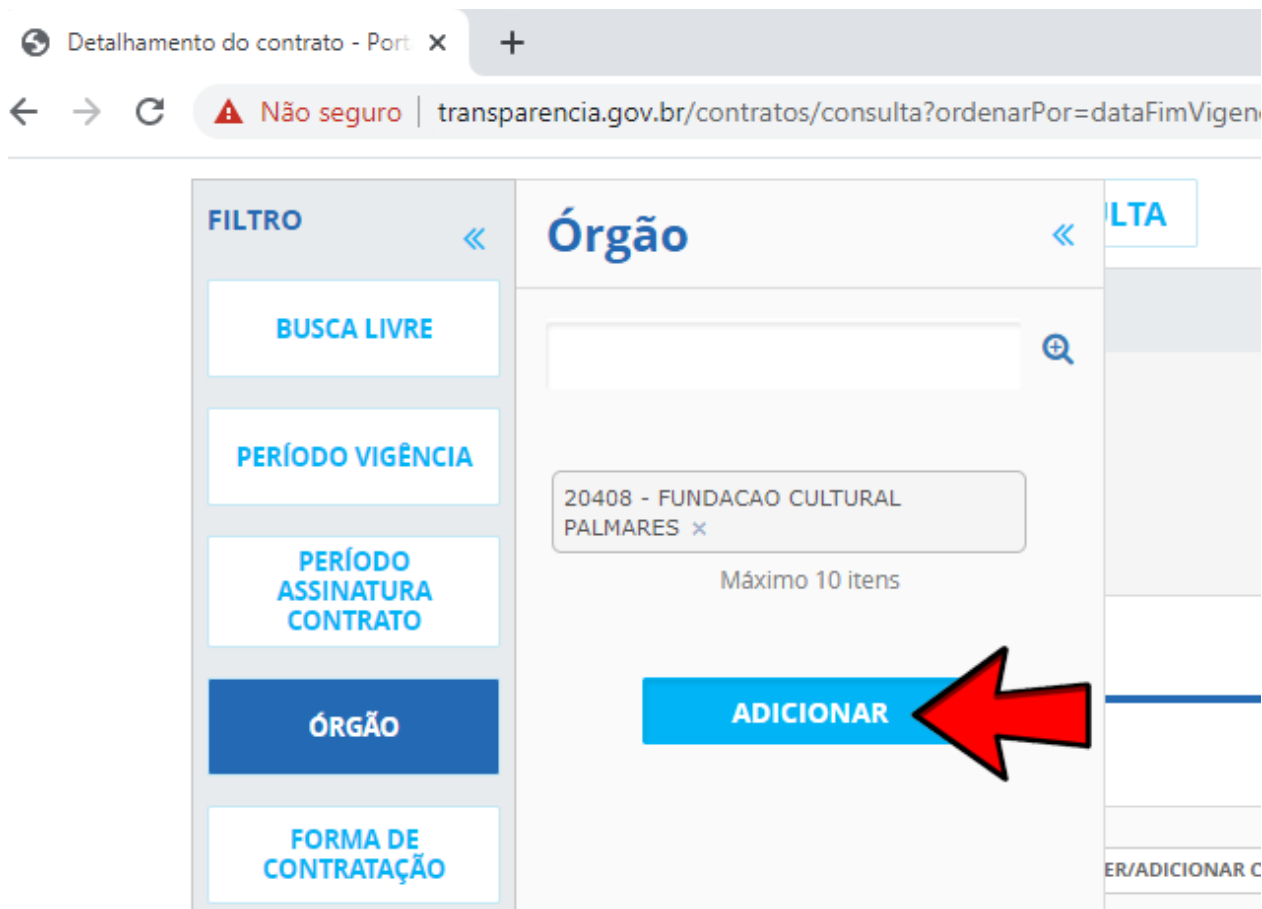 Detalhamento do contrato - Port
Não seguro
transparencia.gov.br/contratos/consulta?ordenarPor=dataFimVigen
FILTRO
BUSCA LIVRE
PERÍODO VIGÊNCIA
PERÍODO
ASSINATURA
CONTRATO
ÓRGÃO
FORMA DE
CONTRATAÇÃO
Órgão
20408 - FUNDACAO CULTURAL
PALMARES ×
Máximo 10 itens
ADICIONAR
LTA
ER/ADICIONAR C